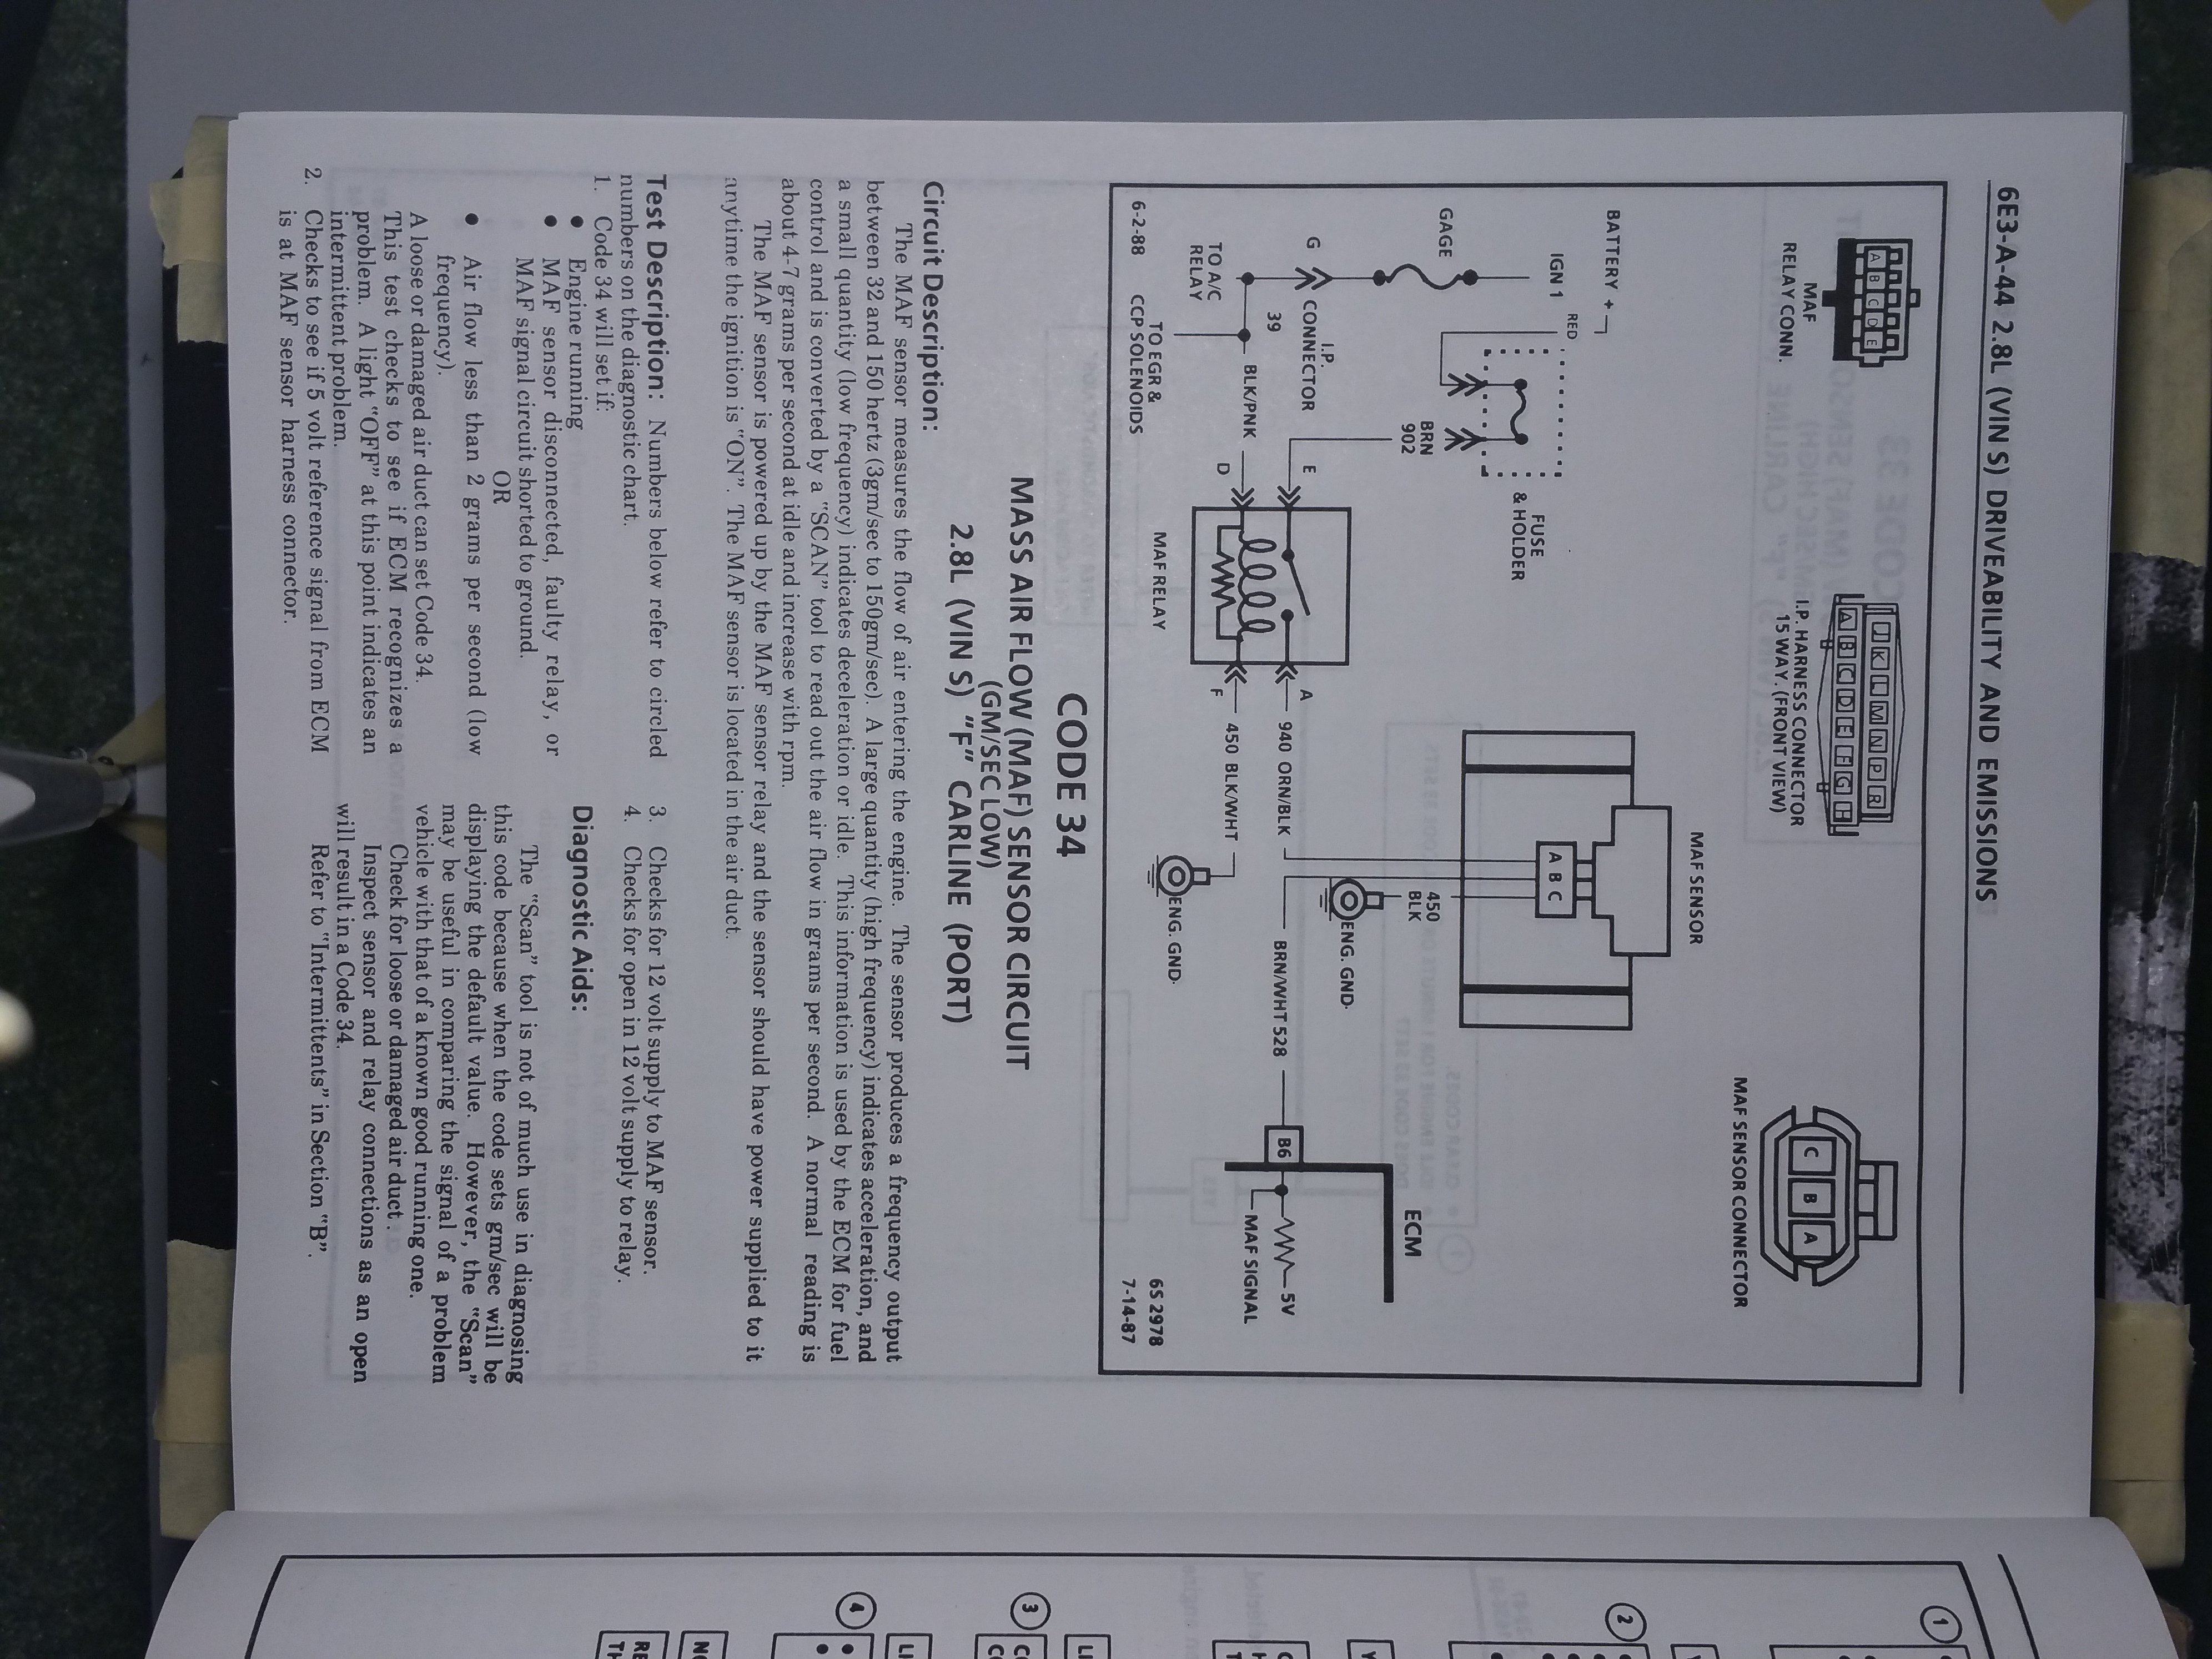 6E3-A-44 2.8L (VIN S) DRIVEABILITY AND EMISSIONS
A B C D E
MAF
RELAY CONN.
J K L M N P R
A B C D E F G H
I.P. HARNESS CONNECTOR
15 WAY. (FRONT VIEW)
C B A
MAF SENSOR CONNECTOR
MAF SENSOR
A B C
BATTERY +
IGN 1
RED
FUSE
& HOLDER
GAGE
BRN
902
G
I.P.
CONNECTOR
39
E
BLK/PNK
D
TO A/C
RELAY
TO EGR &
CCP SOLENOIDS
MAF RELAY
A
940 ORN/BLK
F
450 BLK/WHT
450
BLK
ENG. GND.
ENG. GND.
BRN/WHT 528
B6
ECM
5V
MAF SIGNAL
6-2-88
6S 2978
7-14-87
CODE 34
MASS AIR FLOW (MAF) SENSOR CIRCUIT
(GM/SEC LOW)
2.8L (VIN S) "F" CARLINE (PORT)
Circuit Description:
The MAF sensor measures the flow of air entering the engine. The sensor produces a frequency output
between 32 and 150 hertz (3gm/sec to 150gm/sec). A large quantity (high frequency) indicates acceleration, and
a small quantity (low frequency) indicates deceleration or idle. This information is used by the ECM for fuel
control and is converted by a "SCAN" tool to read out the air flow in grams per second. A normal reading is
about 4-7 grams per second at idle and increase with rpm.
The MAF sensor is powered up by the MAF sensor relay and the sensor should have power supplied to it
anytime the ignition is "ON". The MAF sensor is located in the air duct.
Test Description: Numbers below refer to circled
numbers on the diagnostic chart.
1. Code 34 will set if:
• Engine running
• MAF sensor disconnected, faulty relay, or
MAF signal circuit shorted to ground.
OR
• Air flow less than 2 grams per second (low
frequency).
A loose or damaged air duct can set Code 34.
This test checks to see if ECM recognizes a
problem. A light "OFF" at this point indicates an
intermittent problem.
2. Checks to see if 5 volt reference signal from ECM
is at MAF sensor harness connector.
3. Checks for 12 volt supply to MAF sensor.
4. Checks for open in 12 volt supply to relay.
Diagnostic Aids:
The "Scan" tool is not of much use in diagnosing
this code because when the code sets gm/sec will be
displaying the default value. However, the "Scan"
may be useful in comparing the signal of a problem
vehicle with that of a known good running one.
Check for loose or damaged air duct.
Inspect sensor and relay connections as an open
will result in a Code 34.
Refer to "Intermittents" in Section "B".
1
2
3
4